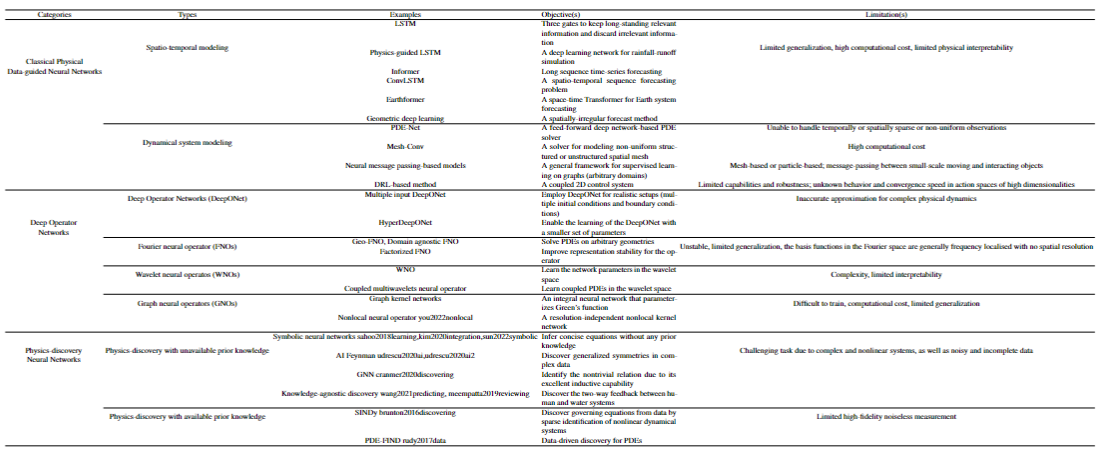 Categories Types Examples Objective(s) Limitation(s)
LSTM Three gates to keep long-standing relevant
information and discard irrelevant informa-
tion
Spatio-temporal modeling Limited generalization, high computational cost, limited physical interpretability
Classical Physical
Data-guided Neural Networks
Physics-guided LSTM A deep learning network for rainfall-runoff
simulation
Informer Long sequence time-series forecasting
ConvLSTM A spatio-temporal sequence forecasting
problem
Earthformer A space-time Transformer for Earth system
forecasting
Geometric deep learning A spatially-irregular forecast method
PDE-Net A feed-forward deep network-based PDE Unable to handle temporally or spatially sparse or non-uniform observations
solver
Dynamical system modeling
Mesh-Conv A solver for modeling non-uniform struc- High computational cost
tured or unstructured spatial mesh
Neural message passing-based models A general framework for supervised learn- Mesh-based or particle-based; message-passing between small-scale moving and interacting objects
ing on graphs (arbitrary domains)
DRL-based method A coupled 2D control system Limited capabilities and robustness; unknown behavior and convergence speed in action spaces of high dimensionalities
Deep Operator Networks (DeepONet) Multiple input DeepONet Employ DeepONet for realistic setups (mul- Inaccurate approximation for complex physical dynamics
tiple initial conditions and boundary condi-
tions)
Deep Operator
Networks
HyperDeepONet Enable the learning of the DeepONet with
a smaller set of parameters
Fourier neural operator (FNOs) Geo-FNO, Domain agnostic FNO Solve PDEs on arbitrary geometries Unstable, limited generalization, the basis functions in the Fourier space are generally frequency localised with no spatial resolution
Factorized FNO Improve representation stability for the op-
erator
Wavelet neural operatos (WNOs) WNO Learn the network parameters in the wavelet Complexity, limited interpretability
space
Coupled multiwavelets neural operator Learn coupled PDEs in the wavelet space
Graph neural operators (GNOs) Graph kernel networks An integral neural network that parameter- Difficult to train, computational cost, limited generalization
izes Green's function
Nonlocal neural operator you2022nonlocal A resolution-independent nonlocal kernel
network
Symbolic neural networks sahoo2018learning,kim2020integration,sun2022symbolic Infer concise equations without any prior
knowledge
Physics-discovery
Neural Networks
Physics-discovery with unavailable prior knowledge Challenging task due to complex and nonlinear systems, as well as noisy and incomplete data
AI Feynman udrescu2020ai,udrescu2020ai2 Discover generalized symmetries in com-
plex data
GNN cranmer2020discovering Identify the nontrivial relation due to its
excellent inductive capability
Knowledge-agnostic discovery wang2021predicting, meempatta2019reviewing Discover the two-way feedback between hu-
man and water systems
Physics-discovery with available prior knowledge SINDy brunton2016discovering Discover governing equations from data by Limited high-fidelity noiseless measurement
sparse identification of nonlinear dynamical
systems
PDE-FIND rudy2017data Data-driven discovery for PDEs